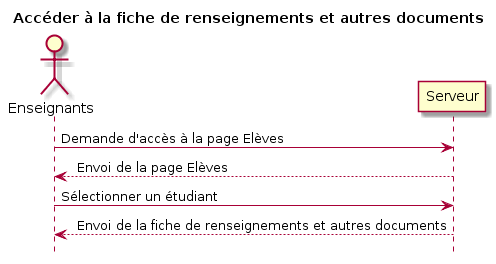 Accéder à la fiche de renseignements et autres documents
Enseignants
Serveur
Demande d'accès à la page Elèves
Envoi de la page Elèves
Sélectionner un étudiant
Envoi de la fiche de renseignements et autres documents